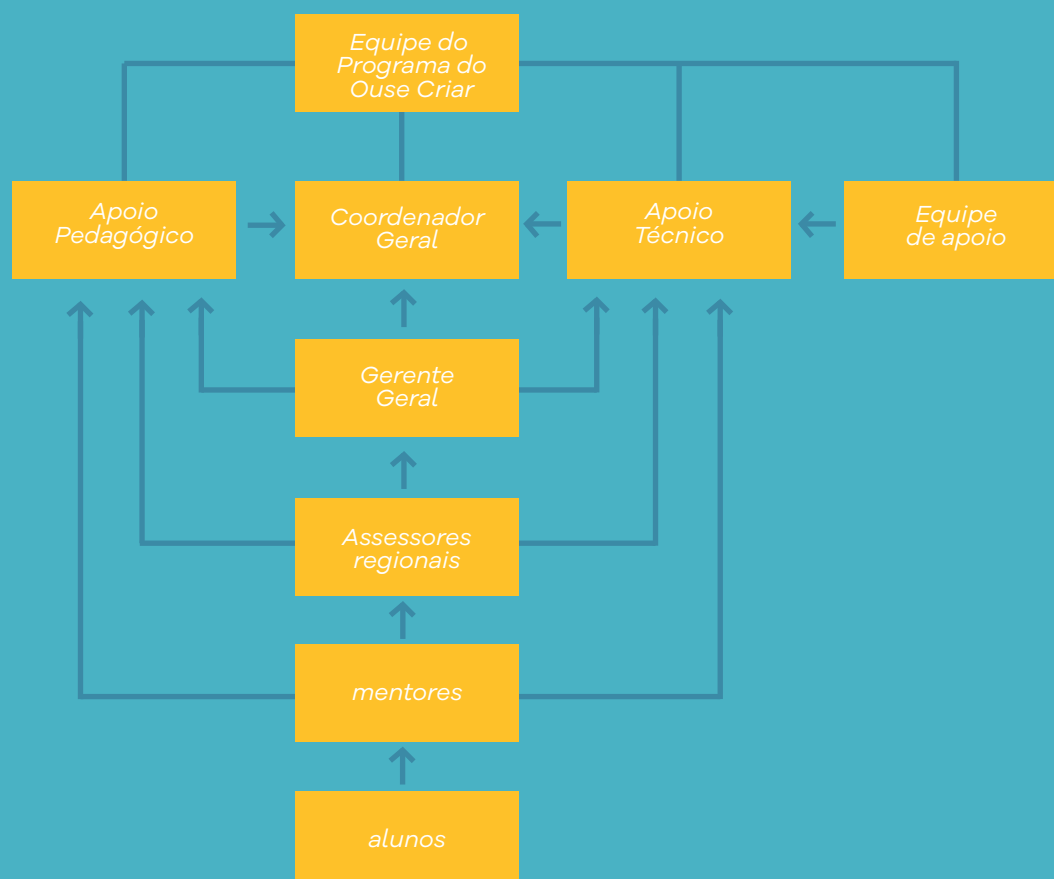 Equipe do
Programa do
Ouse Criar
Apoio
Pedagógico
Coordenador
Geral
Apoio
Técnico
Equipe
de apoio
Gerente
Geral
Assessores
regionais
mentores
alunos